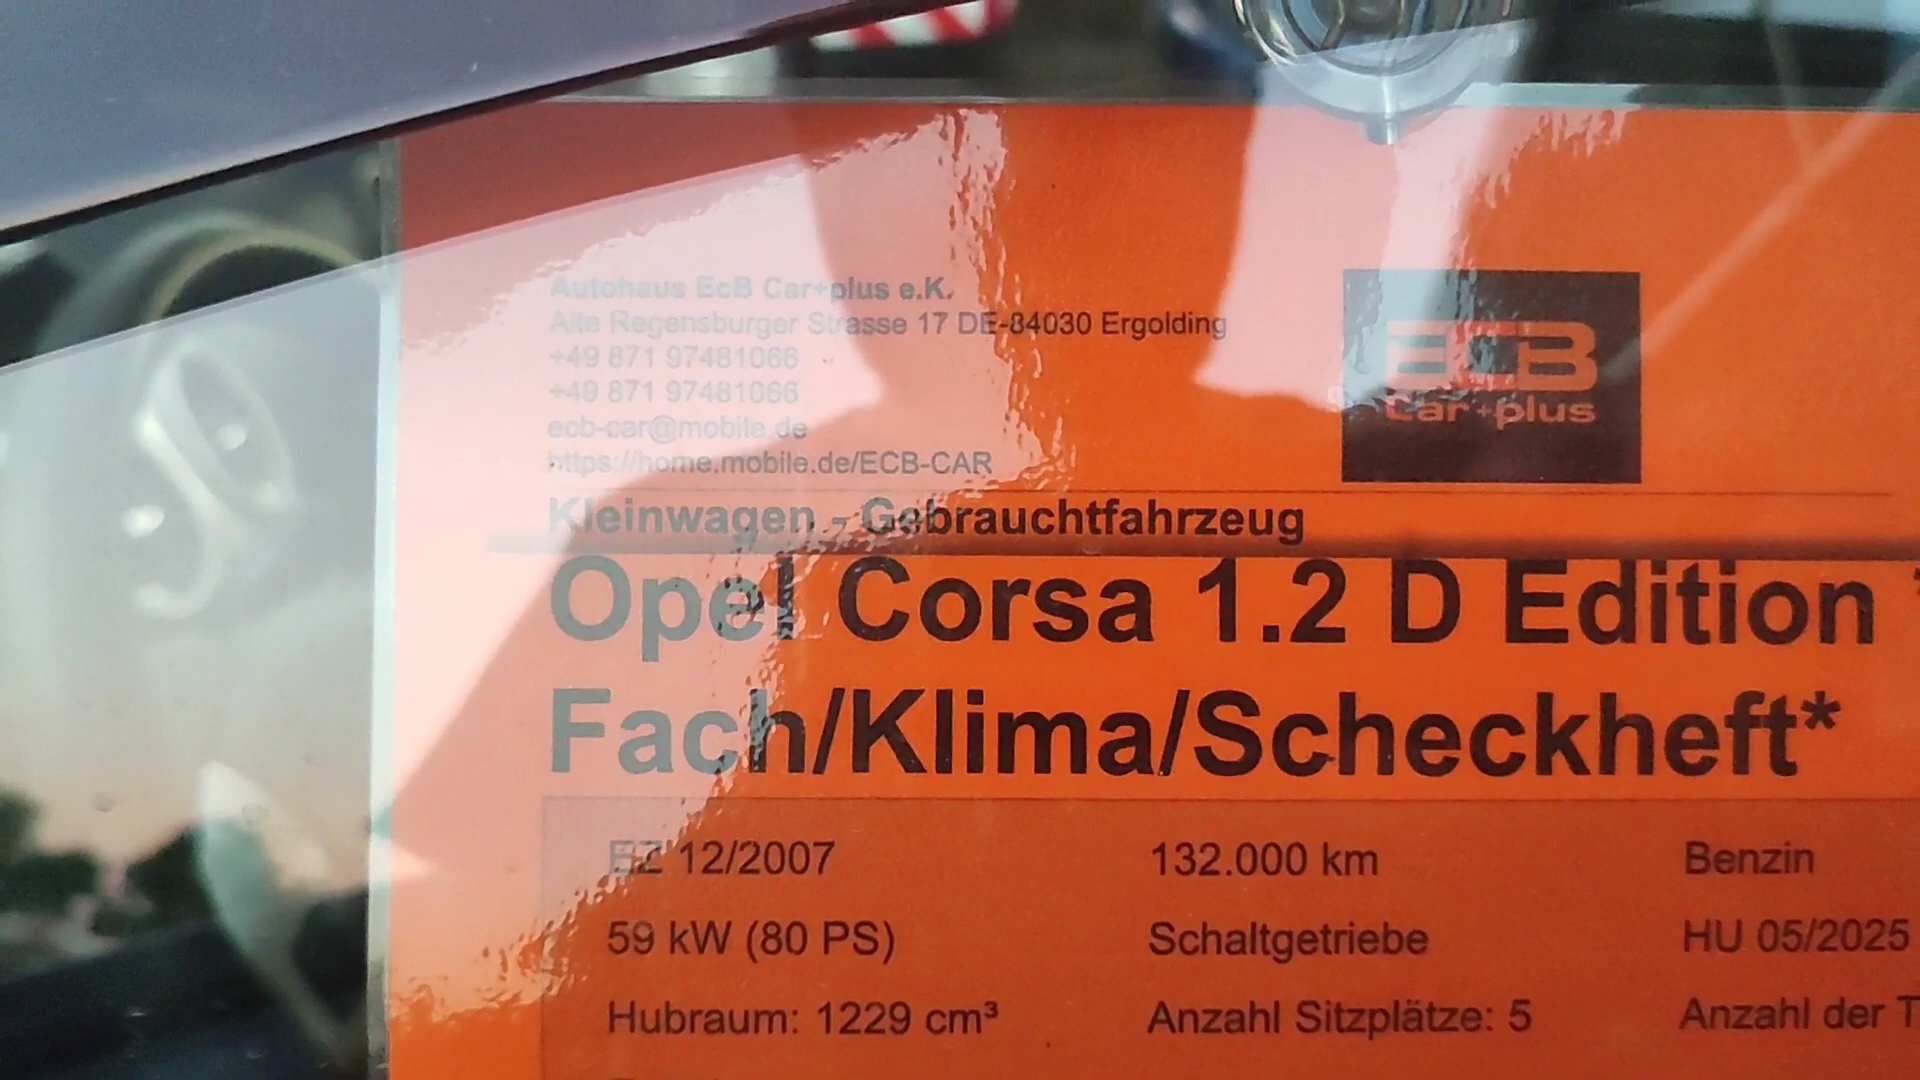 Autohaus EcB Car+plus e.K.
Alte Regensburger Strasse 17 DE-84030 Ergolding
+49 871 97481066
+49 871 97481066
ecb-car@mobile.de
https://home.mobile.de/ECB-CAR
ECB
Car+plus
Kleinwagen - Gebrauchtfahrzeug
Opel Corsa 1.2 D Edition
Fach/Klima/Scheckheft*
EZ 12/2007 132.000 km Benzin
59 kW (80 PS) Schaltgetriebe HU 05/2025
Hubraum: 1229 cm³ Anzahl Sitzplätze: 5 Anzahl der T